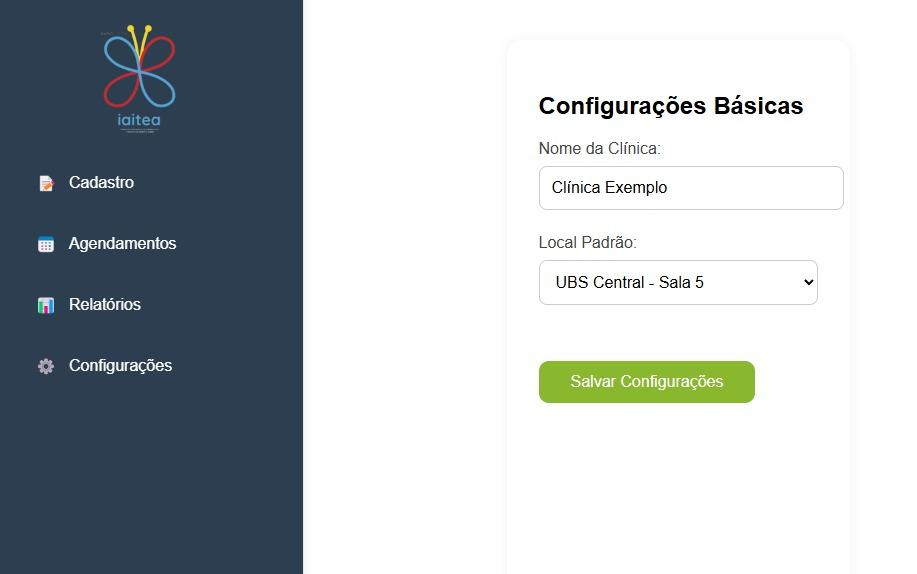 iaitea
Cadastro
Agendamentos
Relatórios
Configurações
Configurações Básicas
Nome da Clínica:
Clínica Exemplo
Local Padrão:
UBS Central - Sala 5
Salvar Configurações